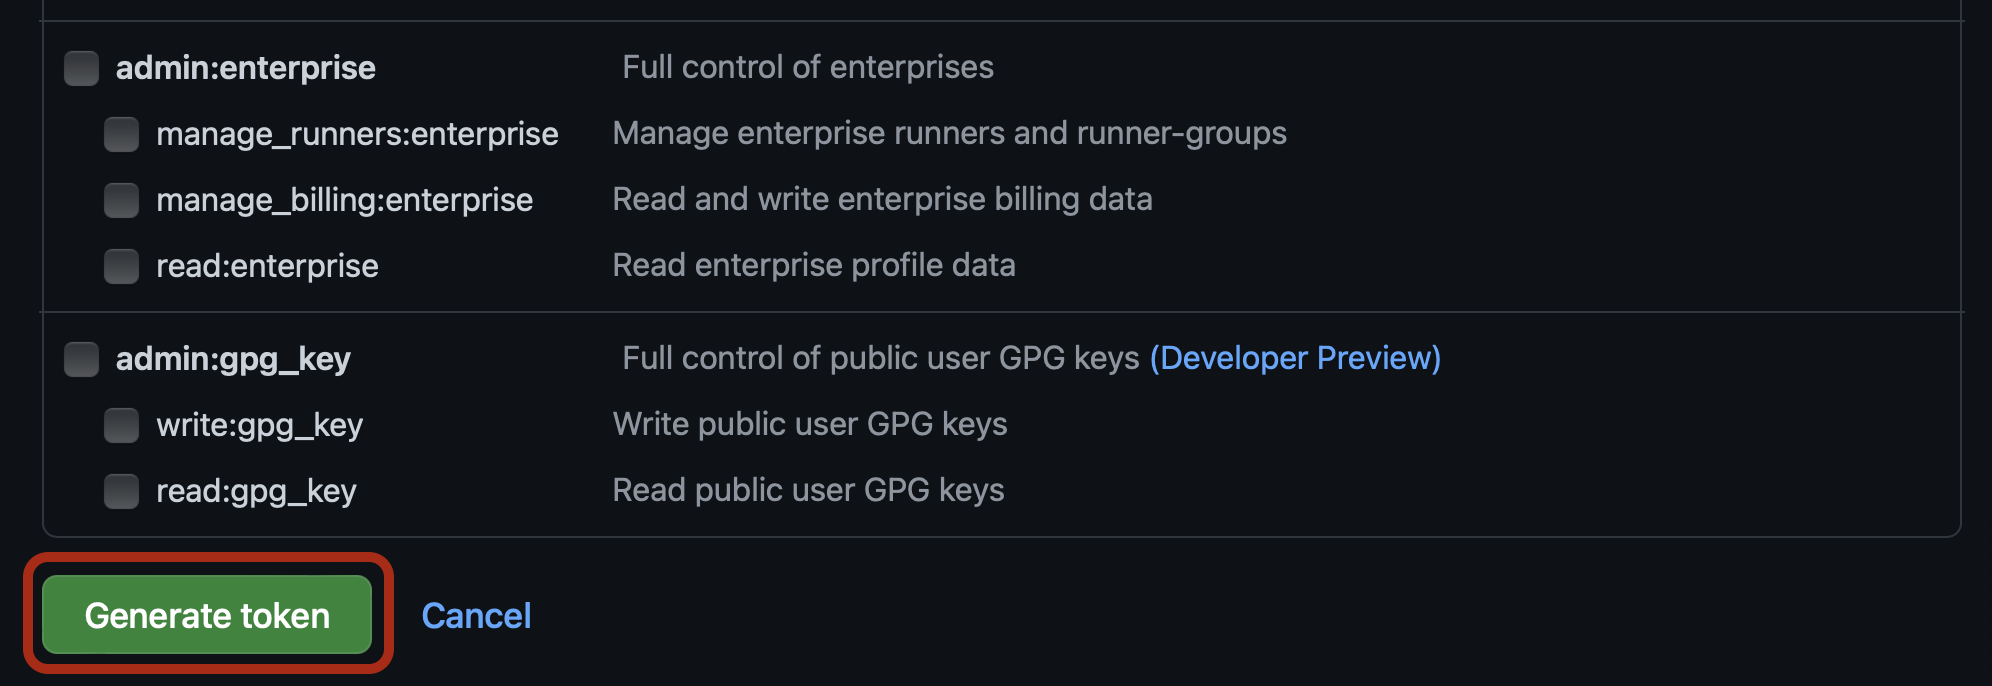 admin:enterprise Full control of enterprises
manage_runners:enterprise Manage enterprise runners and runner-groups
manage_billing:enterprise Read and write enterprise billing data
read:enterprise Read enterprise profile data
admin:gpg_key Full control of public user GPG keys (Developer Preview)
write:gpg_key Write public user GPG keys
read:gpg_key Read public user GPG keys
Generate token Cancel